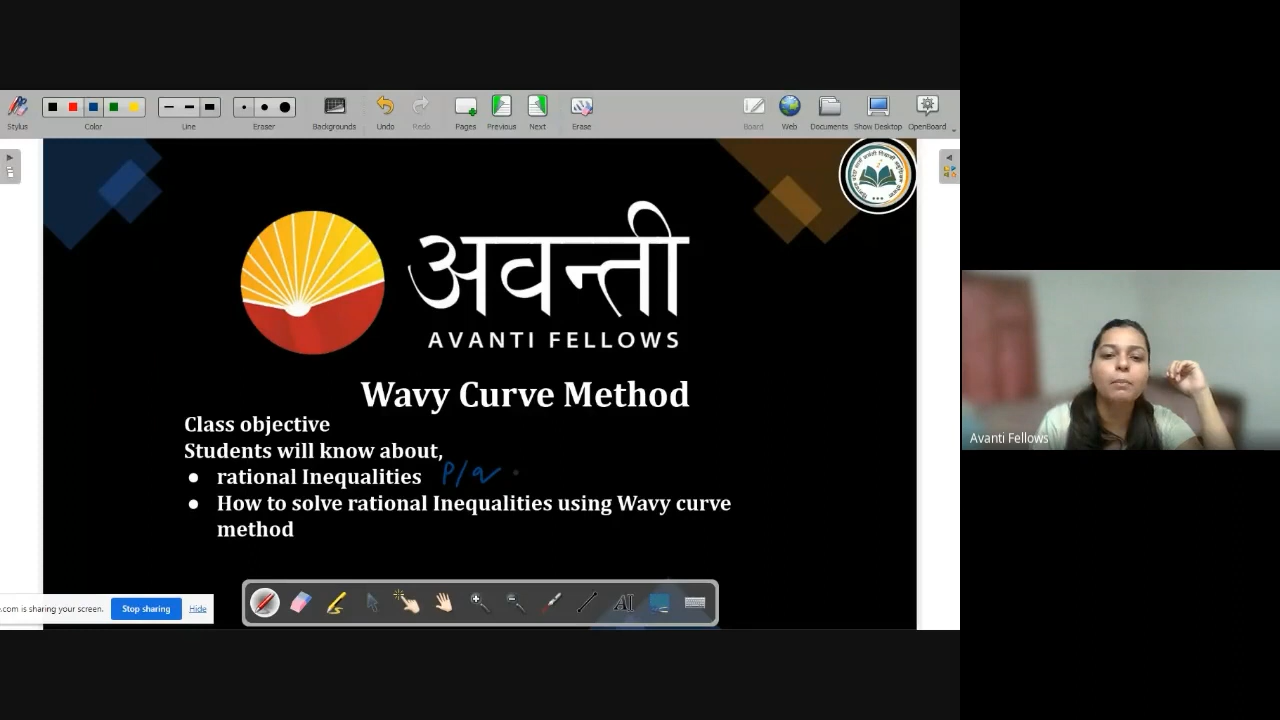 Stylus Color Line Eraser Backgrounds Undo Redo Pages Previous Next Erase Board Web Documents Show Desktop OpenBoard
अवन्ती
AVANTI FELLOWS
Wavy Curve Method
Class objective
Students will know about,
● rational Inequalities P/q
● How to solve rational Inequalities using Wavy curve
method
Avanti Fellows
.com is sharing your screen. Stop sharing Hide
AI